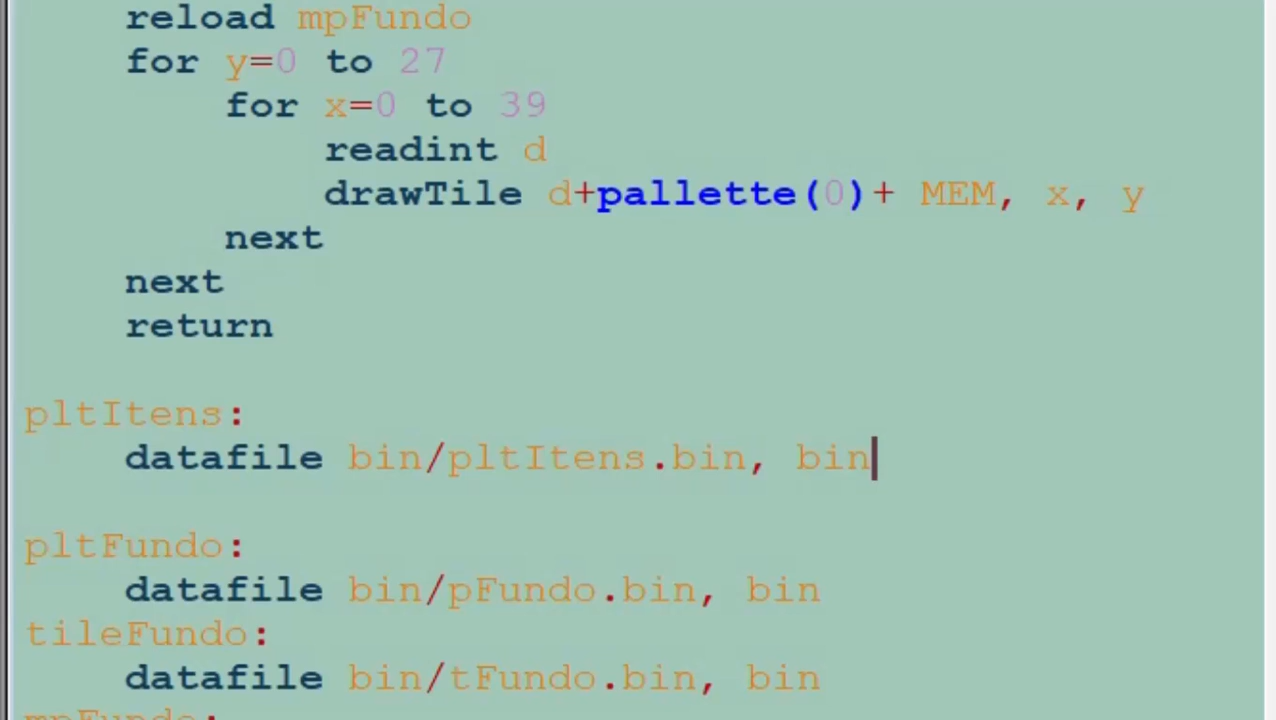 reload mpFundo
for y=0 to 27
for x=0 to 39
readint d
drawTile d+pallette(0)+ MEM, x, y
next
next
return
pltItens:
datafile bin/pltItens.bin, bin
pltFundo:
datafile bin/pFundo.bin, bin
tileFundo:
datafile bin/tFundo.bin, bin
mpFundo: